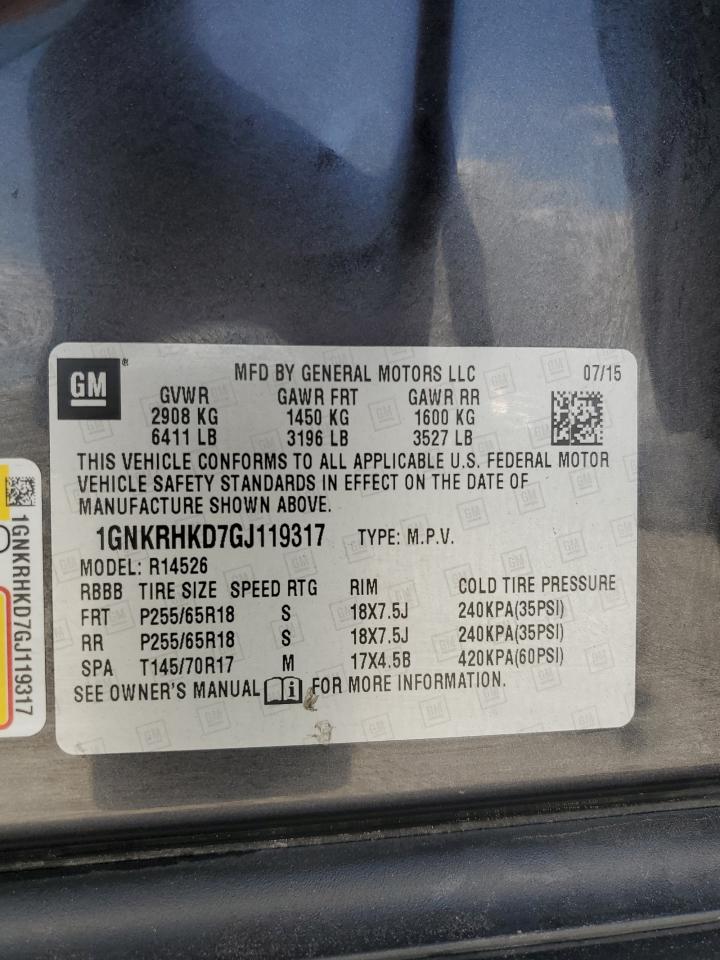 GM®
MFD BY GENERAL MOTORS LLC 07/15
GVWR GAWR FRT GAWR RR
2908 KG 1450 KG 1600 KG
6411 LB 3196 LB 3527 LB
THIS VEHICLE CONFORMS TO ALL APPLICABLE U.S. FEDERAL MOTOR
VEHICLE SAFETY STANDARDS IN EFFECT ON THE DATE OF
MANUFACTURE SHOWN ABOVE.
1GNKRHKD7GJ119317 TYPE: M.P.V.
MODEL: R14526
RBBB TIRE SIZE SPEED RTG RIM COLD TIRE PRESSURE
FRT P255/65R18 S 18X7.5J 240KPA(35PSI)
RR P255/65R18 S 18X7.5J 240KPA(35PSI)
SPA T145/70R17 M 17X4.5B 420KPA(60PSI)
SEE OWNER'S MANUAL i FOR MORE INFORMATION.
1GNKRHKD7GJ119317